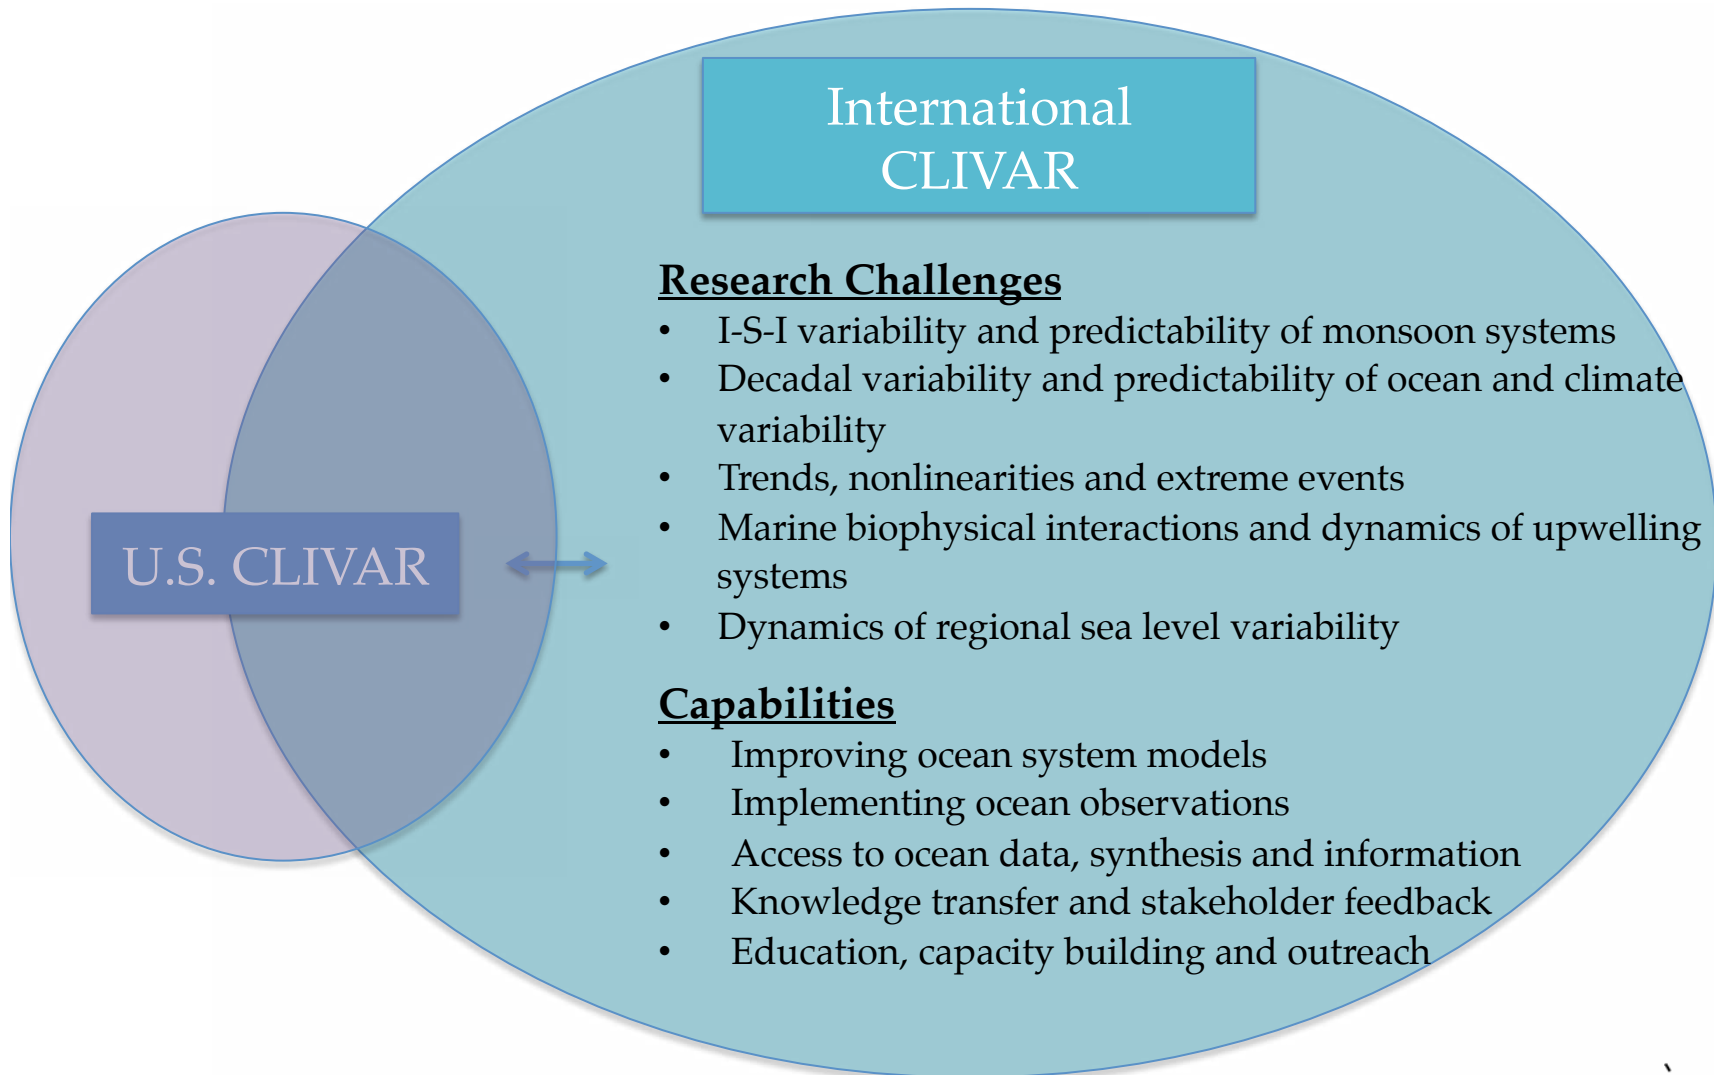 International
CLIVAR
Research Challenges
• I-S-I variability and predictability of monsoon systems
• Decadal variability and predictability of ocean and climate
variability
• Trends, nonlinearities and extreme events
• Marine biophysical interactions and dynamics of upwelling
systems
• Dynamics of regional sea level variability
U.S. CLIVAR
Capabilities
• Improving ocean system models
• Implementing ocean observations
• Access to ocean data, synthesis and information
• Knowledge transfer and stakeholder feedback
• Education, capacity building and outreach